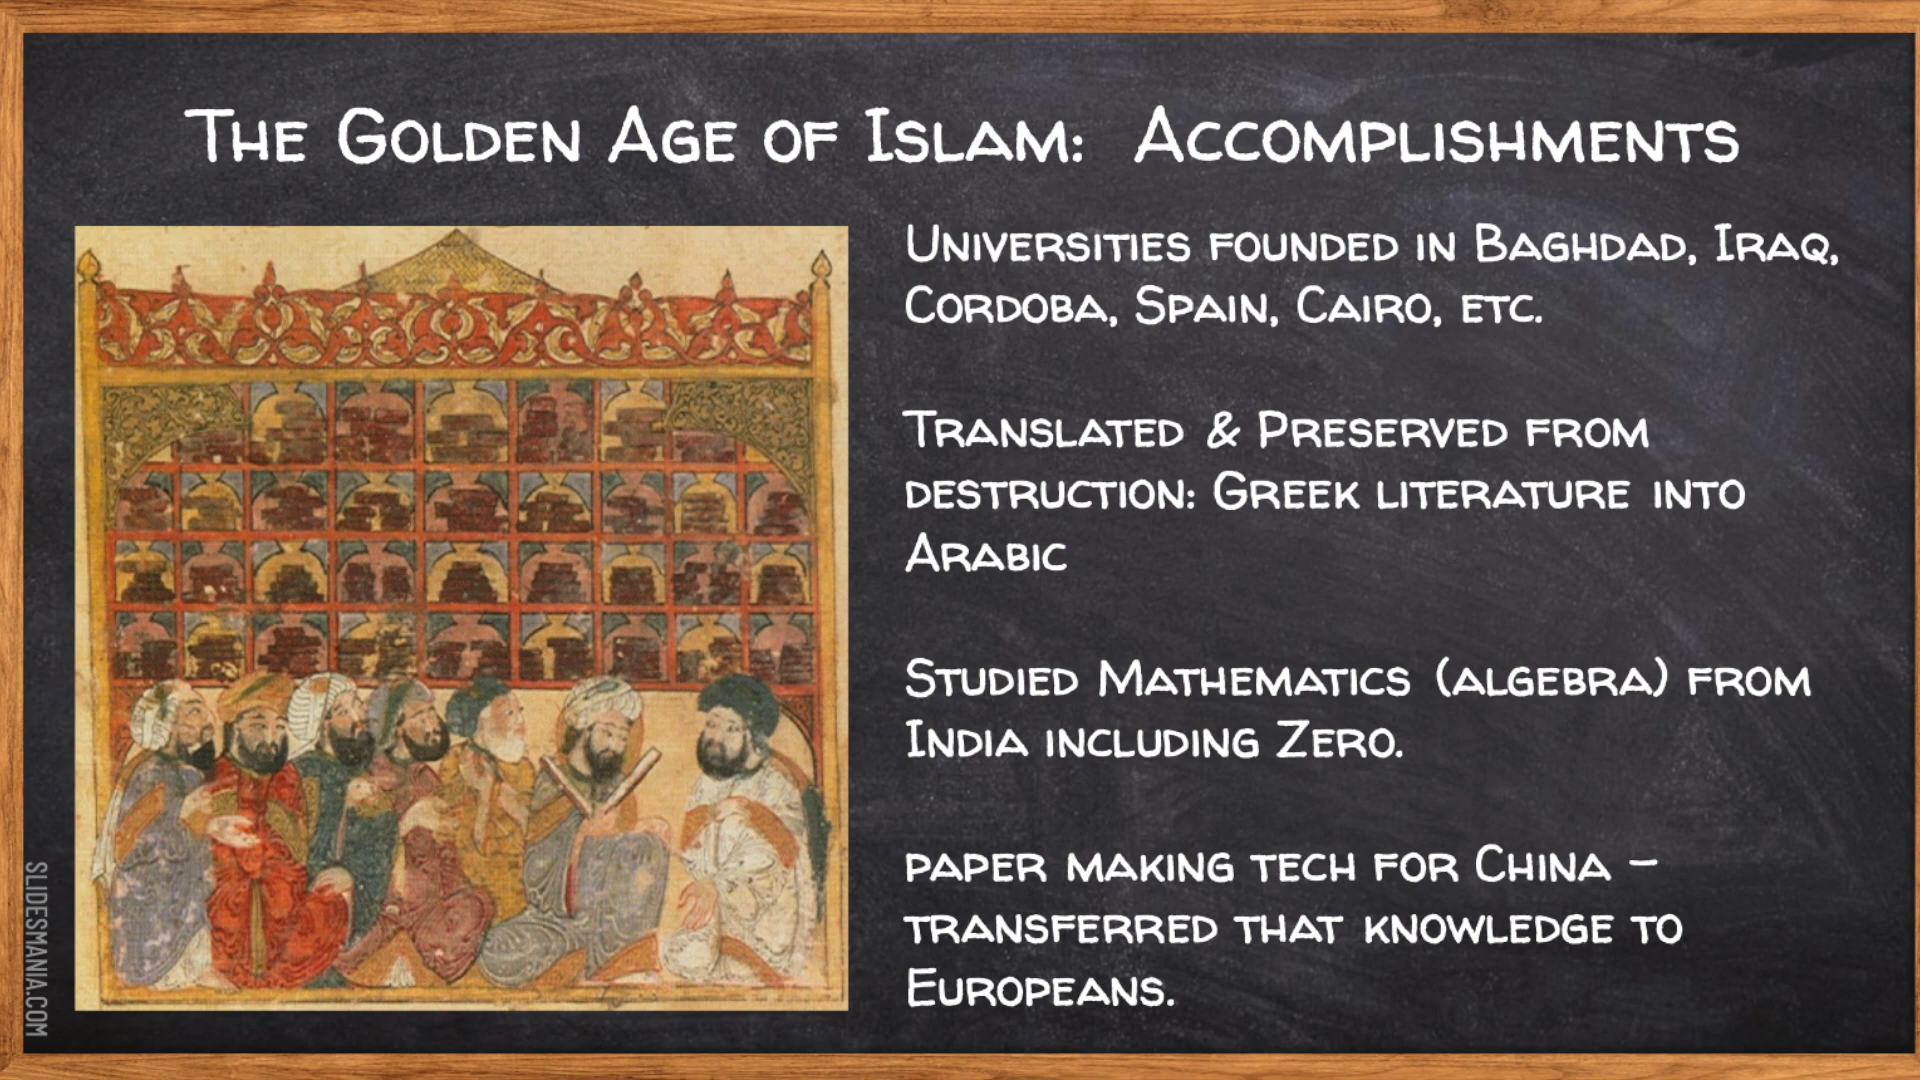 The Golden Age of Islam:  Accomplishments
Universities founded in Baghdad, Iraq,
Cordoba, Spain, Cairo, etc.
Translated & Preserved from
destruction: Greek literature into
Arabic
Studied Mathematics (algebra) from
India including Zero.
paper making tech for China –
transferred that knowledge to
Europeans.
SLIDESMANIA.COM